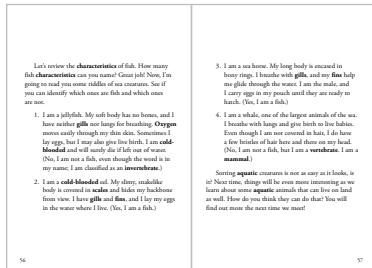 Let's review the characteristics of fish. How many
fish characteristics can you name? Great job! Now, I'm
going to read you some riddles of sea creatures. See if
you can identify which ones are fish and which ones
are not.
1. I am a jellyfish. My soft body has no bones, and I
have neither gills nor lungs for breathing. Oxygen
moves easily through my thin skin. Sometimes I
lay eggs, but I may also give birth. I am cold-
blooded and will surely die if left out of water.
(No, I am not a fish, even though the word is in
my name; I am classified as an invertebrate.)
2. I am a cold-blooded eel. My slimy, snakelike
body is covered in scales and hides my backbone
from view. I have gills and fins, and I lay my eggs
in the water where I live. (Yes, I am a fish.)
56
3. I am a sea horse. My long body is encased in
bony rings. I breathe with gills, and my fins help
me glide through the water. I am the male, and
I carry eggs in my pouch until they are ready to
hatch. (Yes, I am a fish.)
4. I am a whale, one of the largest animals of the sea.
I breathe with lungs and give birth to live babies.
Even though I am not covered in hair, I do have
a few bristles of hair here and there on my head.
(No, I am not a fish, but I am a vertebrate. I am a
mammal.)
Sorting aquatic creatures is not as easy as it looks, is
it? Next time, things will be even more interesting as we
learn about some aquatic animals that can live on land
as well. How do you think they can do that? You will
find out more the next time we meet!
57